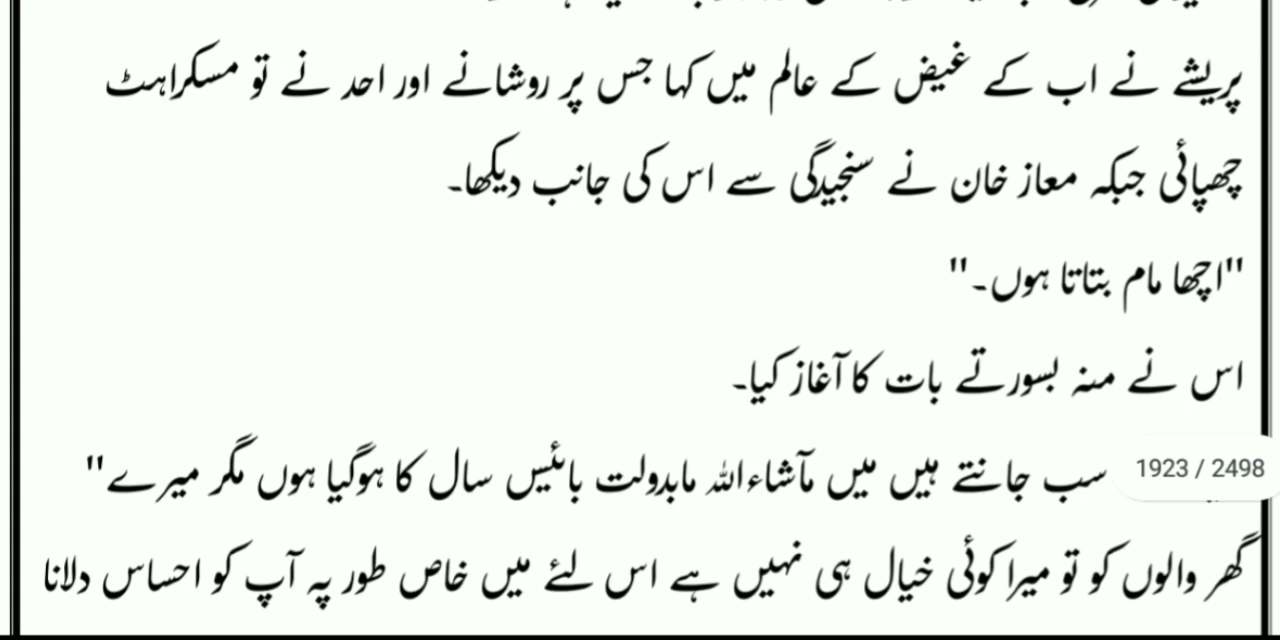 پریشے نے اب کے غیض کے عالم میں کہا جس پر روشانے اور احد نے تو مسکراہٹ
چھپائی جبکہ معاز خان نے سنجیدگی سے اس کی جانب دیکھا۔
"اچھا مام بتاتا ہوں۔"
اس نے منہ بسورتے بات کا آغاز کیا۔
سب جانتے ہیں میں مآشاءاللہ مابدولت بائیس سال کا ہوگیا ہوں مگر میرے"
1923 / 2498
گھر والوں کو تو میرا کوئی خیال ہی نہیں ہے اس لئے میں خاص طور پہ آپ کو احساس دلانا